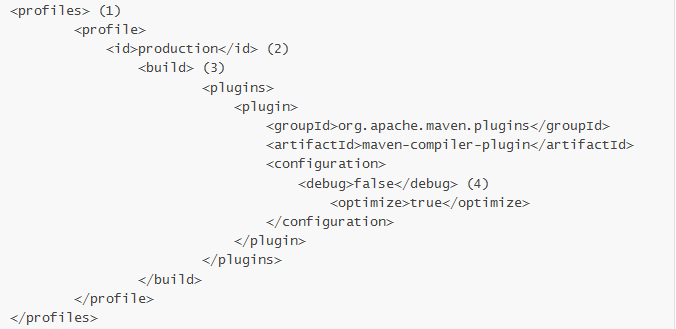 <profiles> (1)
<profile>
<id>production</id> (2)
<build> (3)
<plugins>
<plugin>
<groupId>org.apache.maven.plugins</groupId>
<artifactId>maven-compiler-plugin</artifactId>
<configuration>
<debug>false</debug> (4)
<optimize>true</optimize>
</configuration>
</plugin>
</plugins>
</build>
</profile>
</profiles>